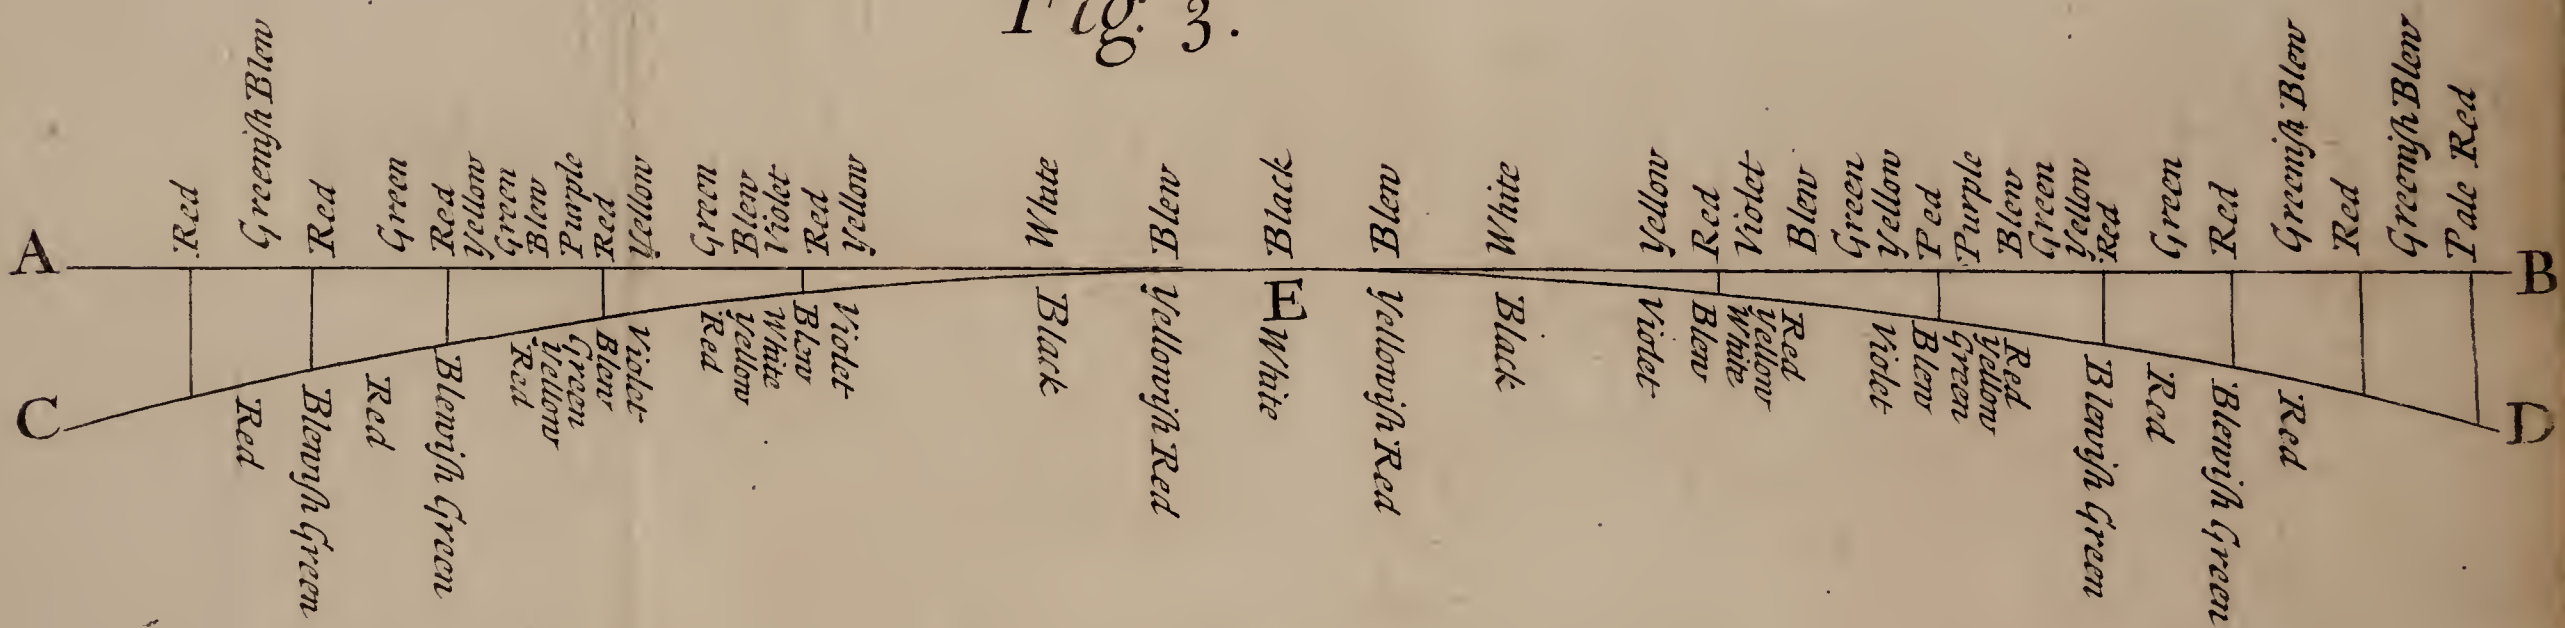 Fig. 3.
Red
Greeniſh Blew
Red
Green
Red
Yellow
Green
Blew
Purple
Red
Yellow
Green
Blew
Violet
Red
Yellow
White
Blew
Black
Blew
White
Yellow
Red
Violet
Blew
Green
Yellow
Red
Purple
Blew
Green
Yellow
Red
Green
Red
Greeniſh Blew
Red
Greeniſh Blew
Pale Red
A
B
E
C
D
Red
Blewiſh Green
Red
Blewiſh Green
Red
Yellow
Green
Blew
Violet
Red
Yellow
White
Blew
Violet
Black
Yellowiſh Red
White
Yellowiſh Red
Black
Violet
Blew
White
Yellow
Red
Violet
Blew
Green
Yellow
Red
Blewiſh Green
Red
Blewiſh Green
Red